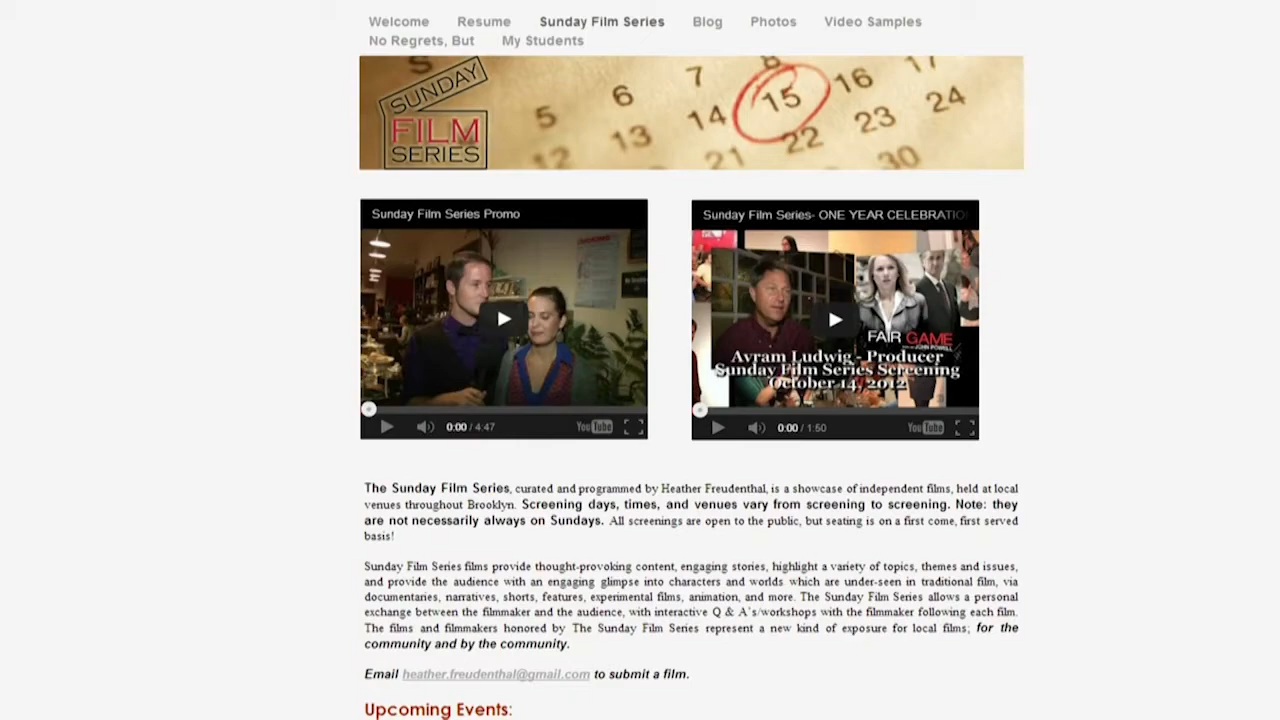 Welcome Resume Sunday Film Series Blog Photos Video Samples
No Regrets, But My Students
SUNDAY
FILM
SERIES
5 6 7 8
12 13 14 15 16 17
21 22 23 24
30
Sunday Film Series Promo
0:00 / 4:47 YouTube
Sunday Film Series- ONE YEAR CELEBRATIO
FAIR GAME
Avram Ludwig - Producer
Sunday Film Series Screening
October 14, 2012
0:00 / 1:50 YouTube
The Sunday Film Series, curated and programmed by Heather Freudenthal, is a showcase of independent films, held at local
venues throughout Brooklyn. Screening days, times, and venues vary from screening to screening. Note: they
are not necessarily always on Sundays. All screenings are open to the public, but seating is on a first come, first served
basis!
Sunday Film Series films provide thought-provoking content, engaging stories, highlight a variety of topics, themes and issues,
and provide the audience with an engaging glimpse into characters and worlds which are under-seen in traditional film, via
documentaries, narratives, shorts, features, experimental films, animation, and more. The Sunday Film Series allows a personal
exchange between the filmmaker and the audience, with interactive Q & A's/workshops with the filmmaker following each film.
The films and filmmakers honored by The Sunday Film Series represent a new kind of exposure for local films; for the
community and by the community.
Email heather.freudenthal@gmail.com to submit a film.
Upcoming Events: